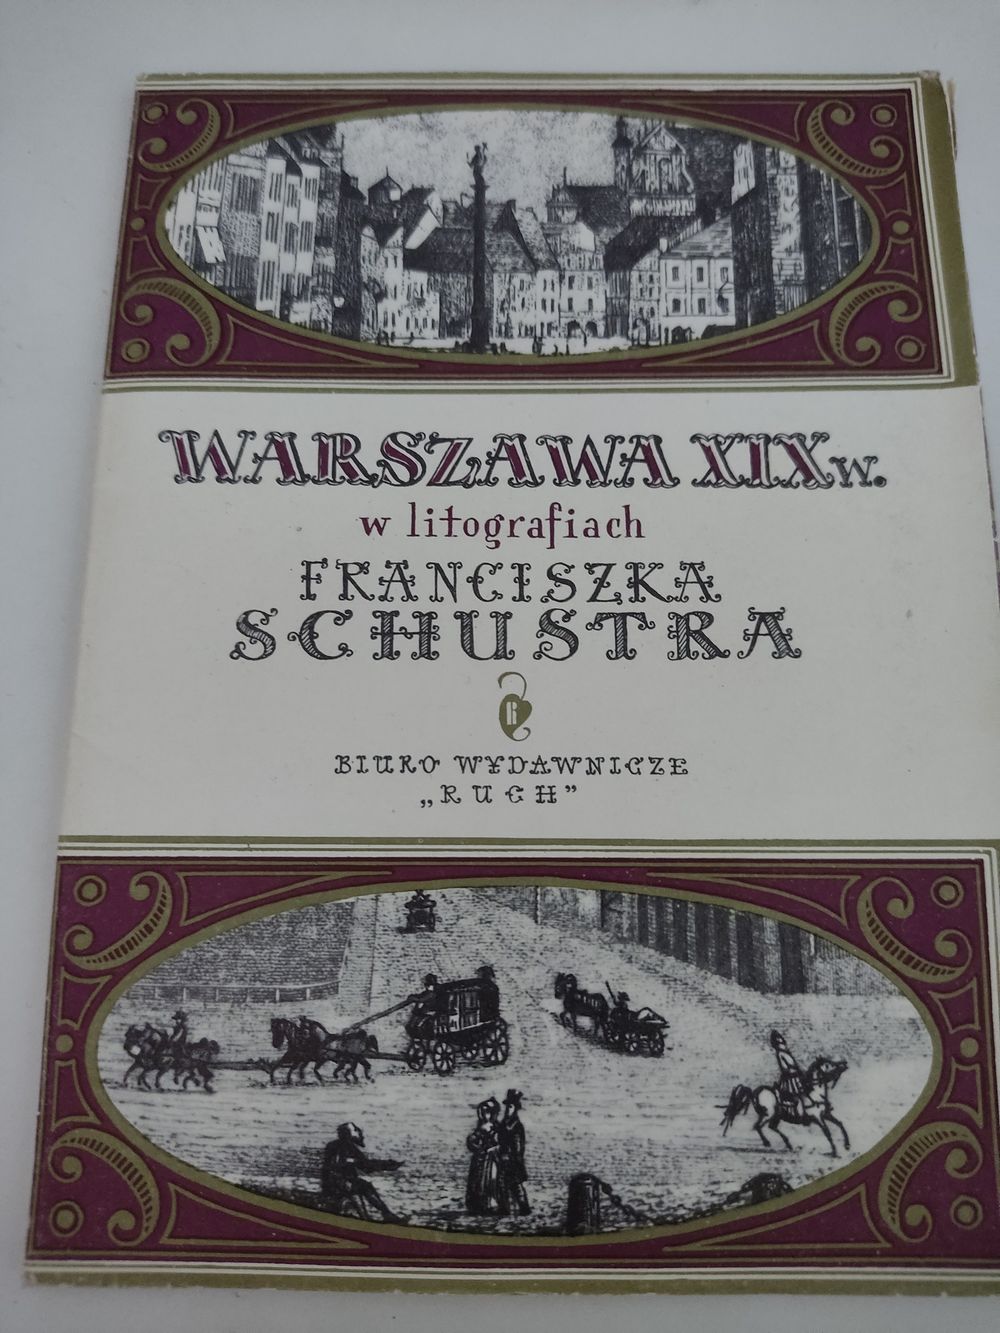 WARSZAWA XIX w.
w litografiach
FRANCISZKA
SCHUSTRA
R
BIURO WYDAWNICZE
„RUCH”